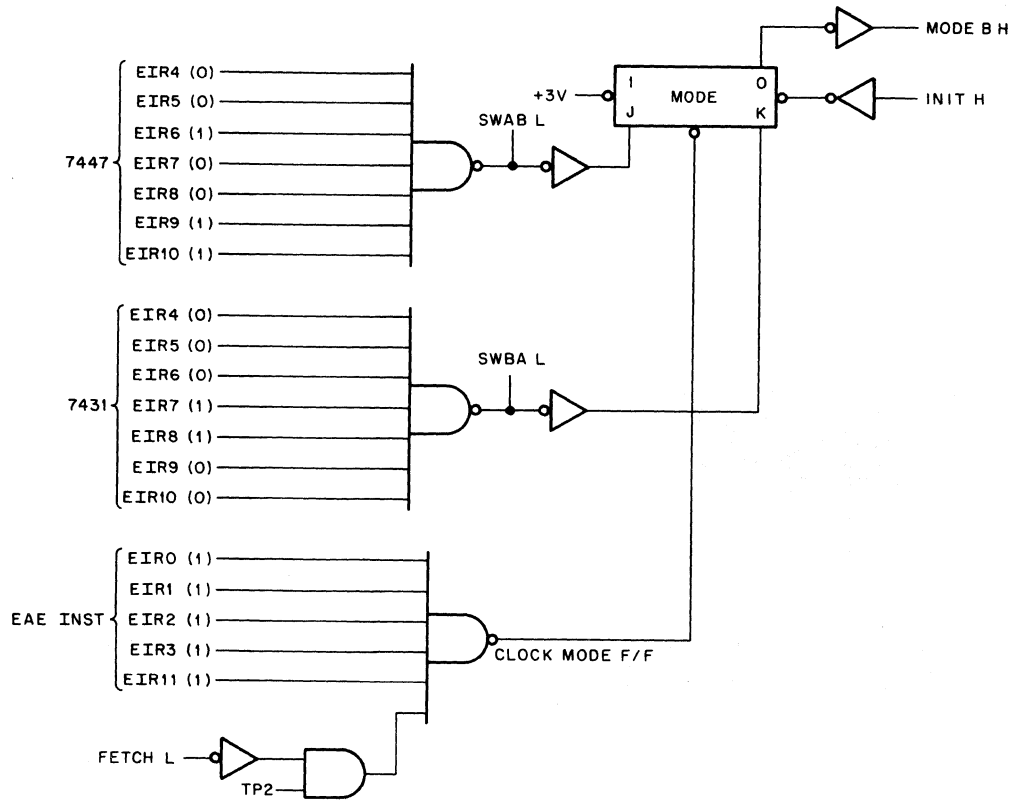 MODE B H
+3V
1
0
MODE
J
K
INIT H
7447
EIR4 (0)
EIR5 (0)
EIR6 (1)
EIR7 (0)
EIR8 (0)
EIR9 (1)
EIR10 (1)
SWAB L
7431
EIR4 (0)
EIR5 (0)
EIR6 (0)
EIR7 (1)
EIR8 (1)
EIR9 (0)
EIR10 (0)
SWBA L
EAE INST
EIR0 (1)
EIR1 (1)
EIR2 (1)
EIR3 (1)
EIR11 (1)
CLOCK MODE F/F
FETCH L
TP2